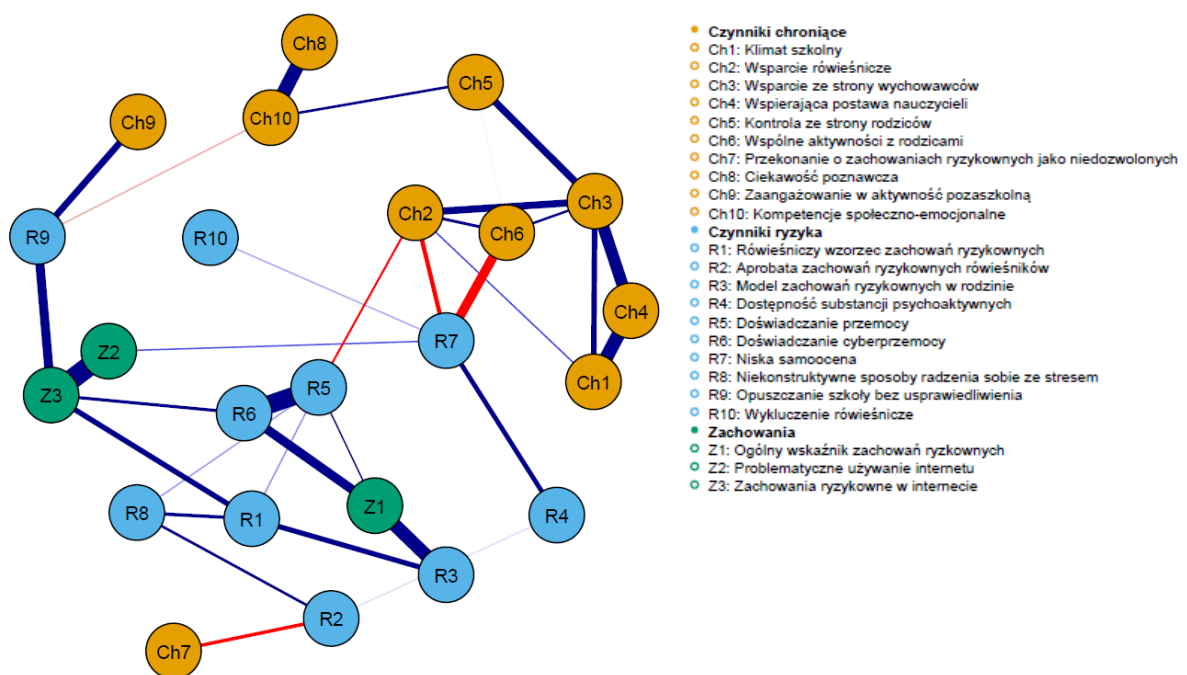 Ch8
Ch5
Ch9
Ch10
Ch2
Ch3
Ch6
R9
R10
Ch4
R7
Z2
Ch1
Z3
R5
R6
Z1
R8
R1
R4
R3
R2
Ch7
Czynniki chroniące
Ch1: Klimat szkolny
Ch2: Wsparcie rówieśnicze
Ch3: Wsparcie ze strony wychowawców
Ch4: Wspierająca postawa nauczycieli
Ch5: Kontrola ze strony rodziców
Ch6: Wspólne aktywności z rodzicami
Ch7: Przekonanie o zachowaniach ryzykownych jako niedozwolonych
Ch8: Ciekawość poznawcza
Ch9: Zaangażowanie w aktywność pozaszkolną
Ch10: Kompetencje społeczno-emocjonalne
Czynniki ryzyka
R1: Rówieśniczy wzorzec zachowań ryzykownych
R2: Aprobata zachowań ryzykownych rówieśników
R3: Model zachowań ryzykownych w rodzinie
R4: Dostępność substancji psychoaktywnych
R5: Doświadczanie przemocy
R6: Doświadczanie cyberprzemocy
R7: Niska samoocena
R8: Niekonstruktywne sposoby radzenia sobie ze stresem
R9: Opuszczanie szkoły bez usprawiedliwienia
R10: Wykluczenie rówieśnicze
Zachowania
Z1: Ogólny wskaźnik zachowań ryzkownych
Z2: Problematyczne używanie internetu
Z3: Zachowania ryzykowne w internecie